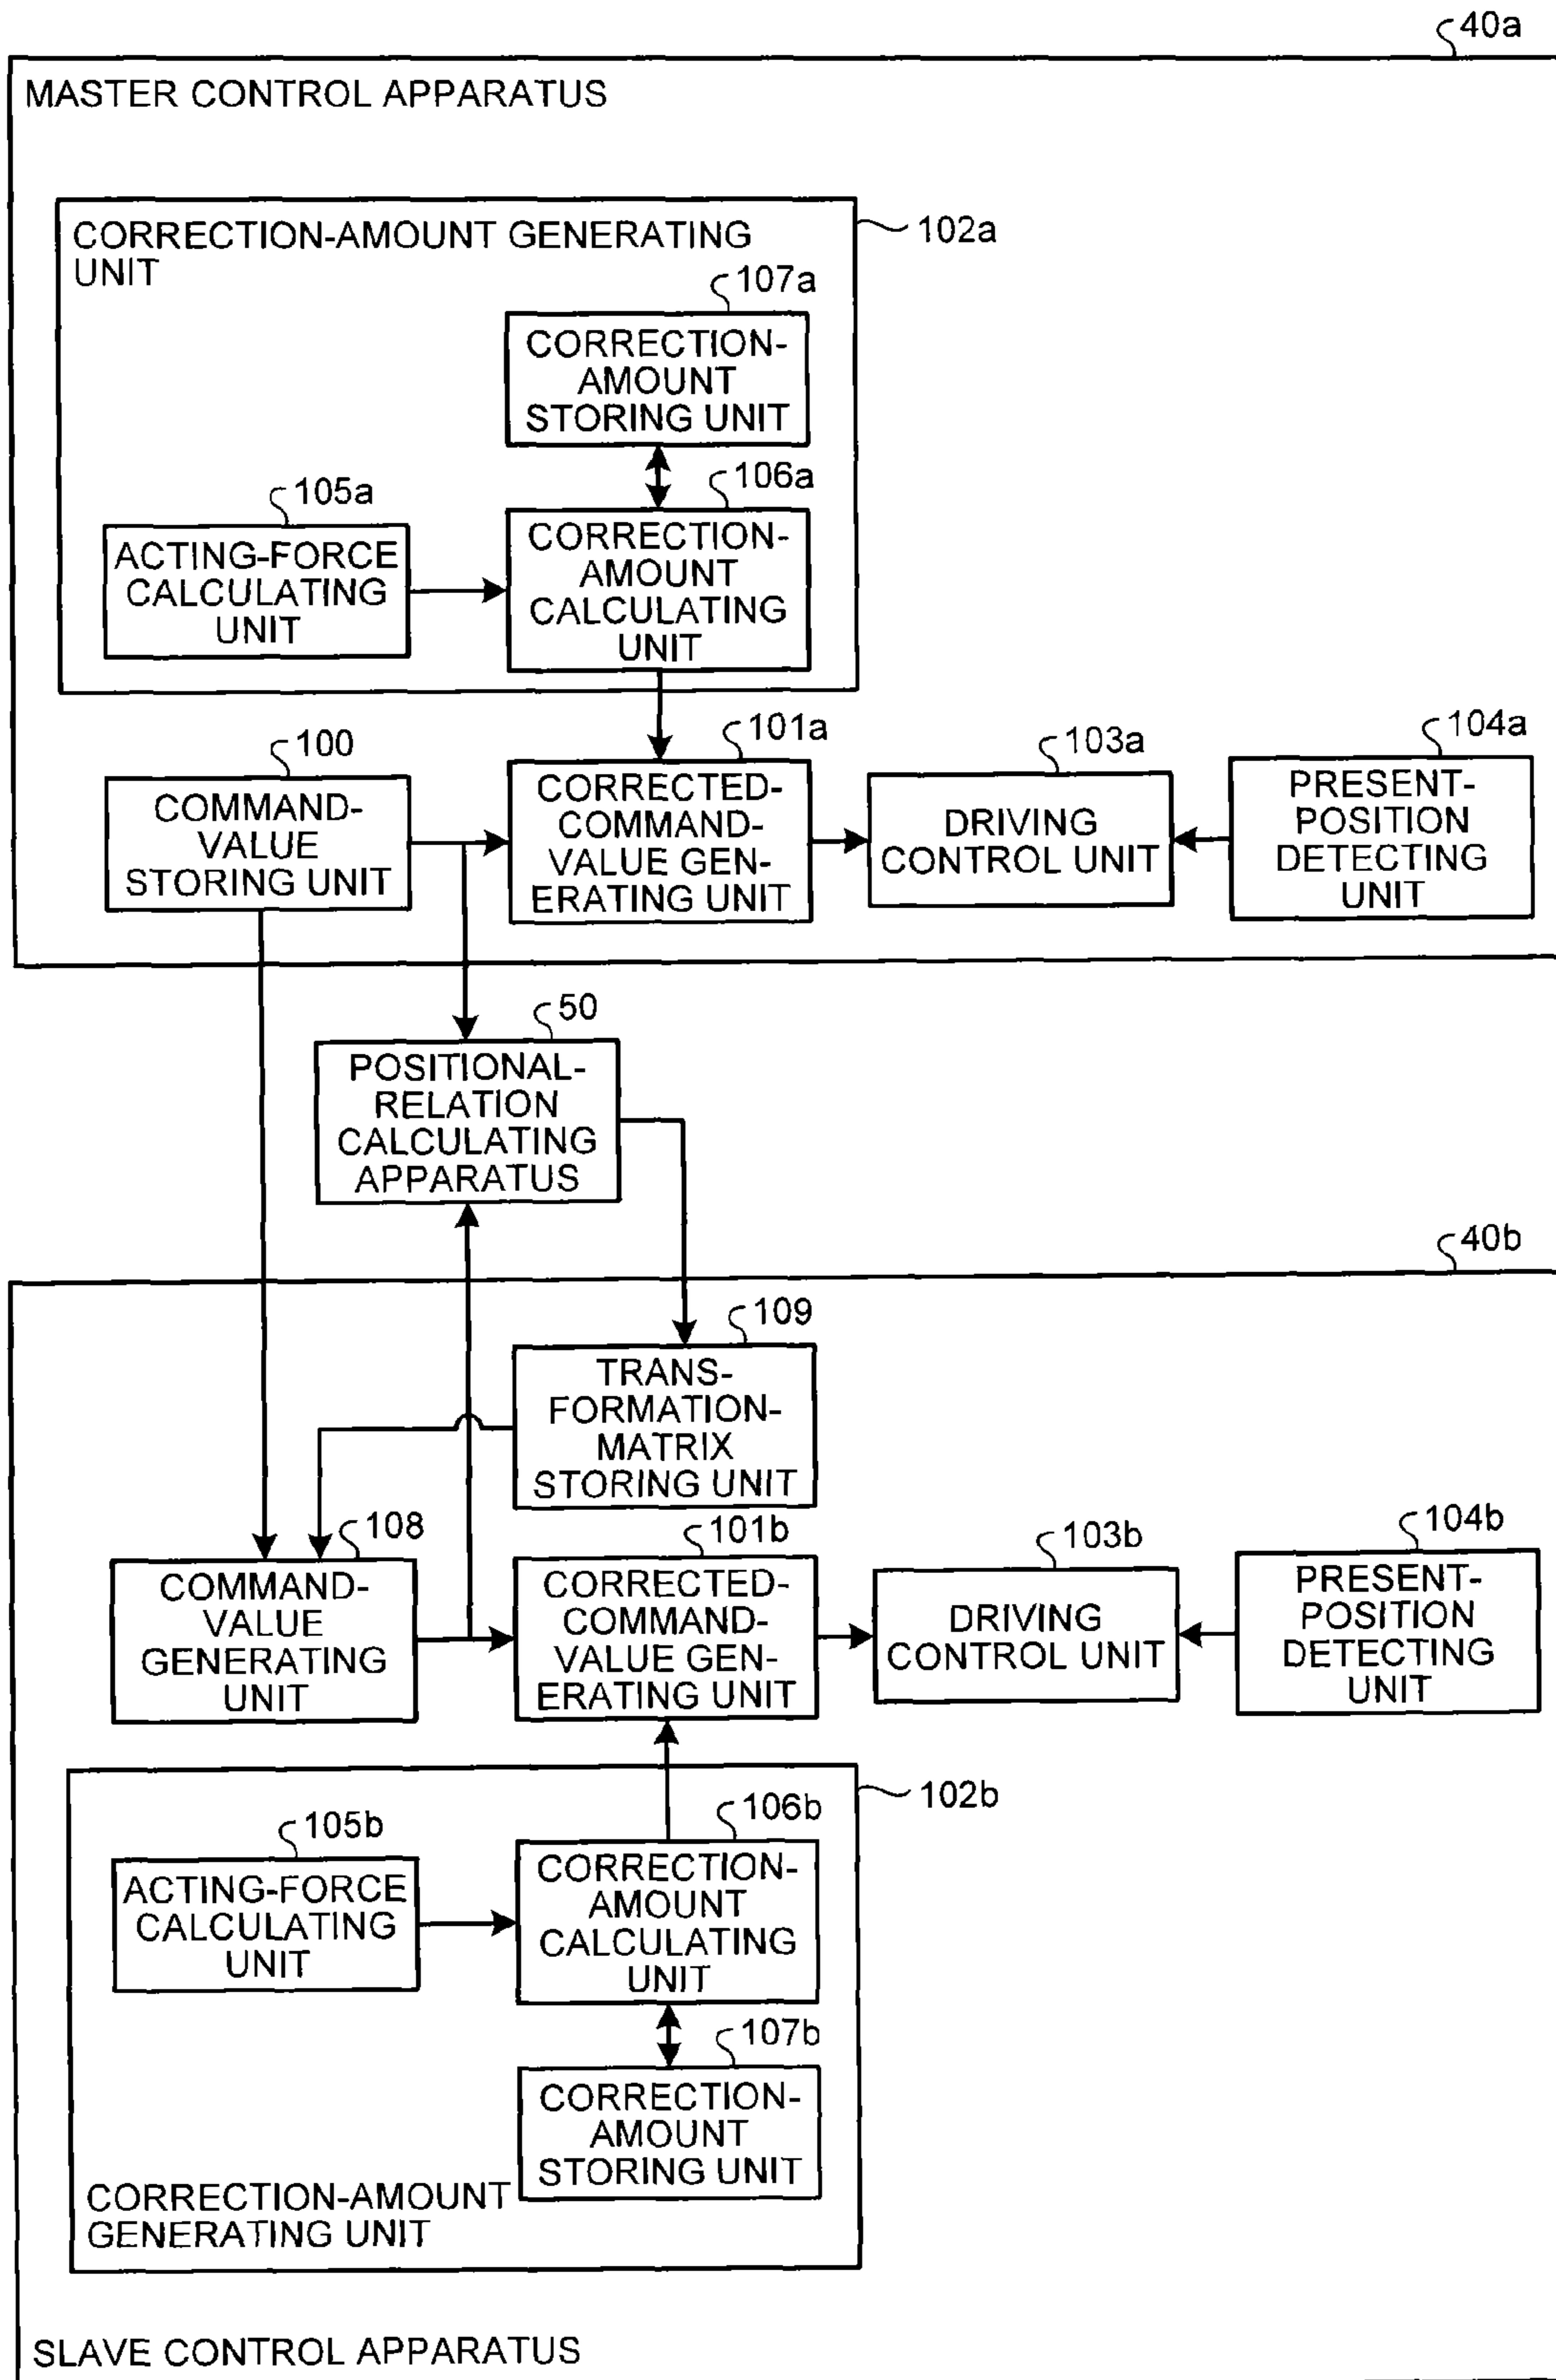 40a
MASTER CONTROL APPARATUS
CORRECTION-AMOUNT GENERATING
UNIT
102a
107a
CORRECTION-
AMOUNT
STORING UNIT
105a
ACTING-FORCE
CALCULATING
UNIT
106a
CORRECTION-
AMOUNT
CALCULATING
UNIT
100
COMMAND-
VALUE
STORING UNIT
101a
CORRECTED-
COMMAND-
VALUE GEN-
ERATING UNIT
103a
DRIVING
CONTROL UNIT
104a
PRESENT-
POSITION
DETECTING
UNIT
50
POSITIONAL-
RELATION
CALCULATING
APPARATUS
40b
109
TRANS-
FORMATION-
MATRIX
STORING UNIT
108
COMMAND-
VALUE
GENERATING
UNIT
101b
CORRECTED-
COMMAND-
VALUE GEN-
ERATING UNIT
103b
DRIVING
CONTROL UNIT
104b
PRESENT-
POSITION
DETECTING
UNIT
102b
105b
ACTING-FORCE
CALCULATING
UNIT
106b
CORRECTION-
AMOUNT
CALCULATING
UNIT
107b
CORRECTION-
AMOUNT
STORING UNIT
CORRECTION-AMOUNT
GENERATING UNIT
SLAVE CONTROL APPARATUS